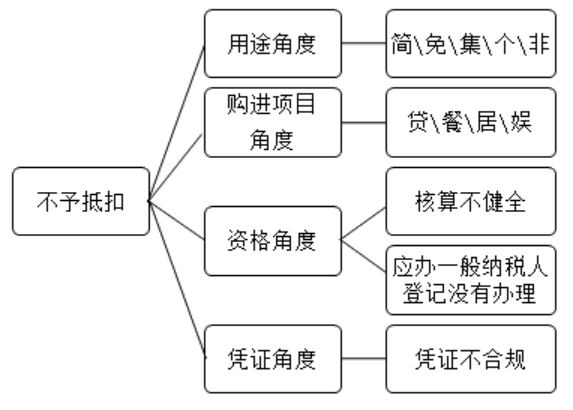 不予抵扣
用途角度
简\免\集\个\非
购进项目
角度
贷\餐\居\娱
资格角度
核算不健全
应办一般纳税人
登记没有办理
凭证角度
凭证不合规